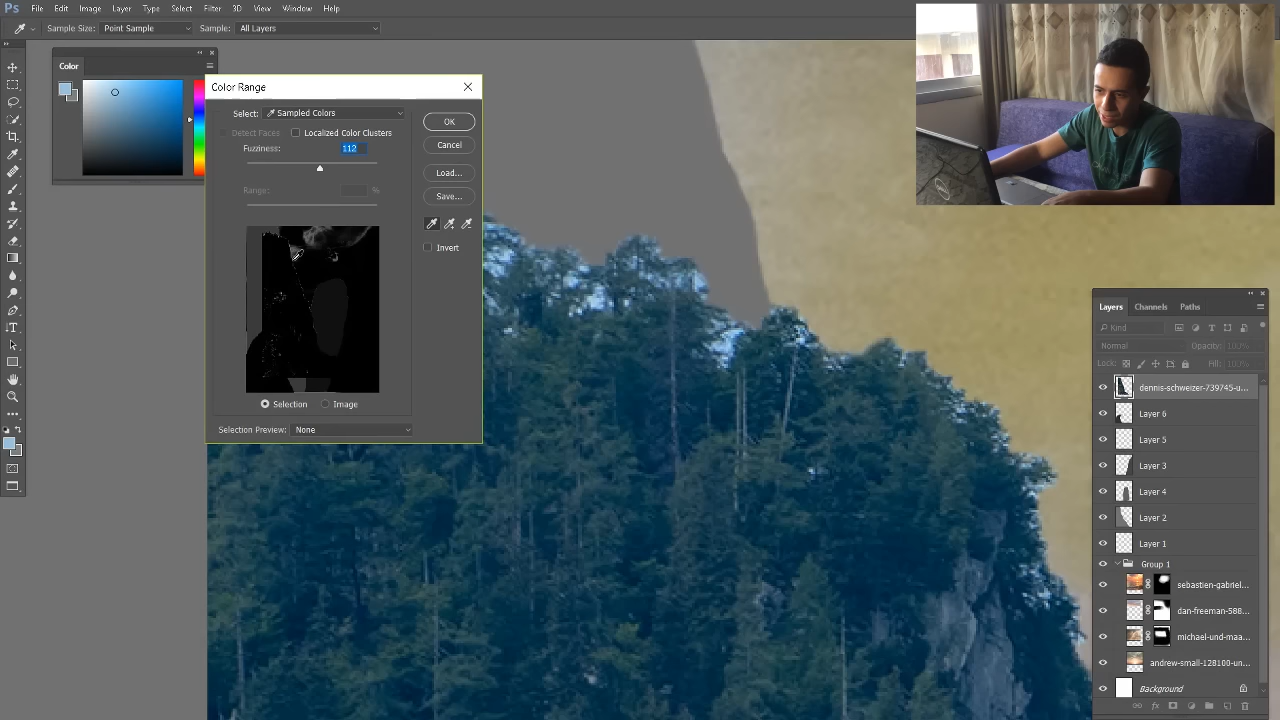 Ps File Edit Image Layer Type Select Filter 3D View Window Help
Sample Size: Point Sample Sample: All Layers
Color
Color Range
Select: Sampled Colors
Detect Faces Localized Color Clusters
Fuzziness: 112
Range: %
OK
Cancel
Load...
Save...
Invert
Selection Image
Selection Preview: None
Layers Channels Paths
Kind
Normal Opacity: 100%
Lock: Fill: 100%
dennis-schweizer-739745-u...
Layer 6
Layer 5
Layer 3
Layer 4
Layer 2
Layer 1
Group 1
sebastien-gabriel...
dan-freeman-588...
michael-und-maa...
andrew-small-128100-un...
Background
fx